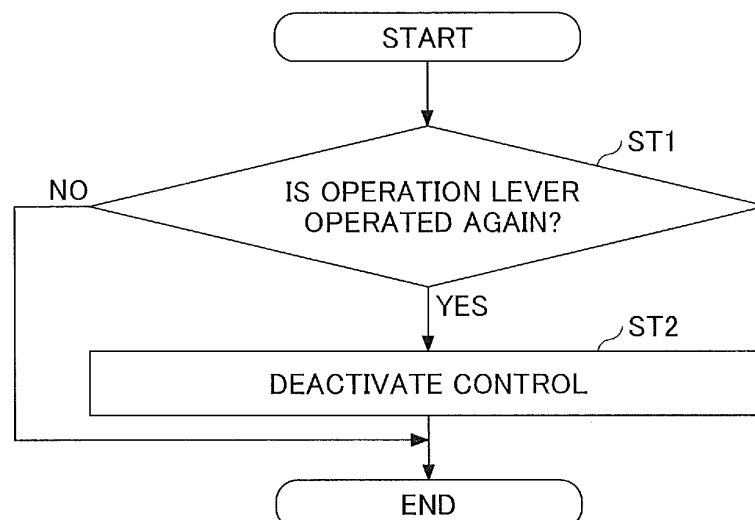 START
ST1
NO
IS OPERATION LEVER
OPERATED AGAIN?
YES
ST2
DEACTIVATE CONTROL
END